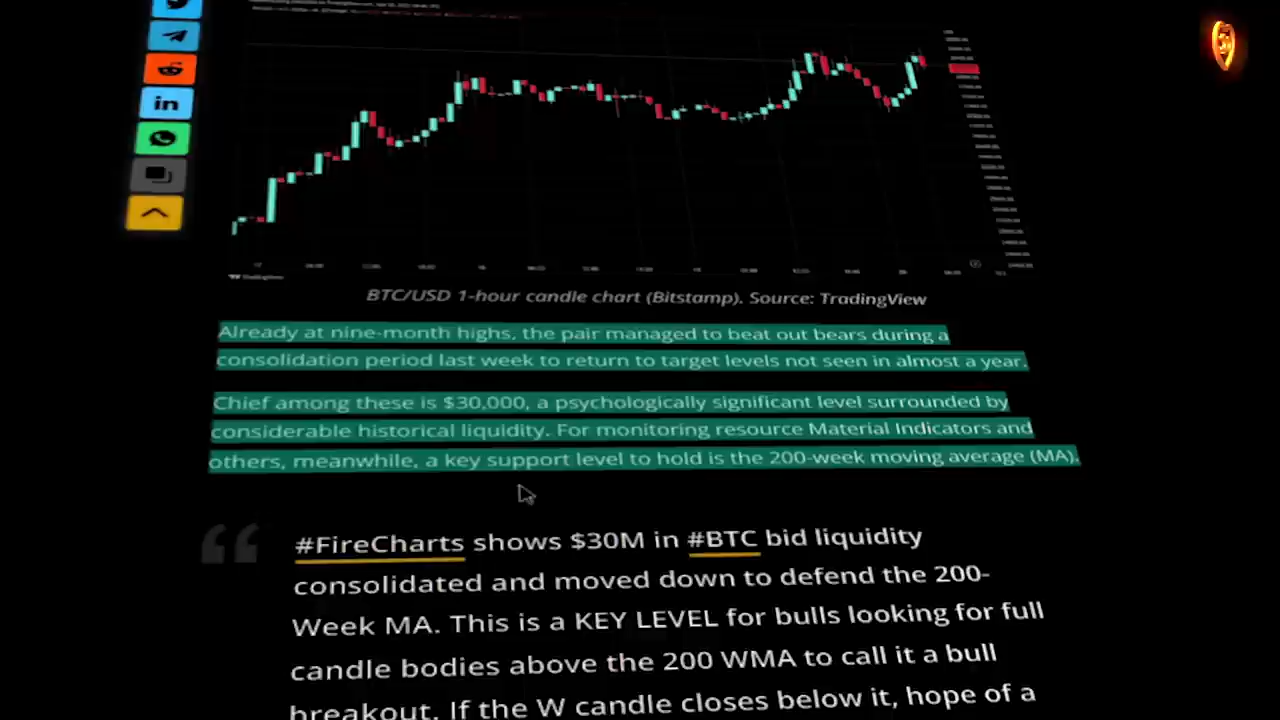 BTC/USD 1-hour candle chart (Bitstamp). Source: TradingView
Already at nine-month highs, the pair managed to beat out bears during a
consolidation period last week to return to target levels not seen in almost a year.
Chief among these is $30,000, a psychologically significant level surrounded by
considerable historical liquidity. For monitoring resource Material Indicators and
others, meanwhile, a key support level to hold is the 200-week moving average (MA).
#FireCharts shows $30M in #BTC bid liquidity
consolidated and moved down to defend the 200-
Week MA. This is a KEY LEVEL for bulls looking for full
candle bodies above the 200 WMA to call it a bull
breakout. If the W candle closes below it, hope of a